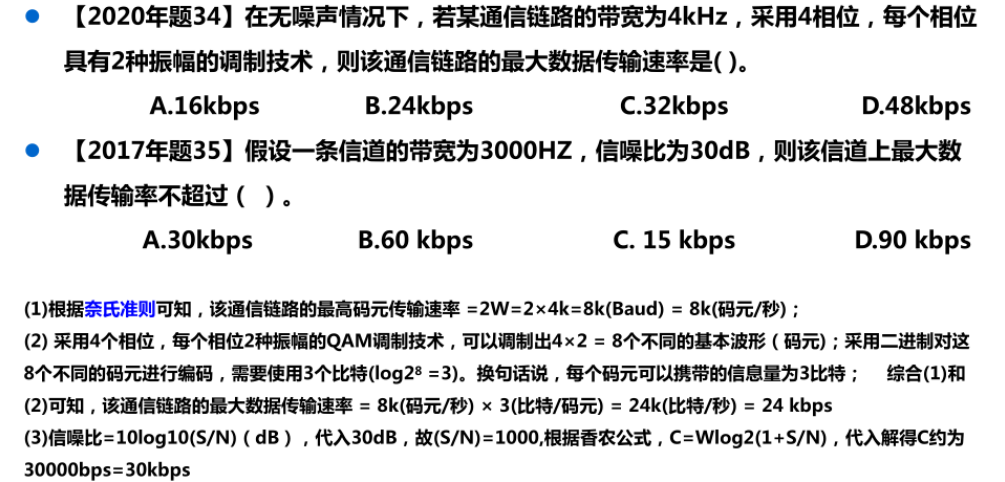 ● 【2020年题34】在无噪声情况下，若某通信链路的带宽为4kHz，采用4相位，每个相位
具有2种振幅的调制技术，则该通信链路的最大数据传输速率是( )。
A.16kbps B.24kbps C.32kbps D.48kbps
● 【2017年题35】假设一条信道的带宽为3000HZ，信噪比为30dB，则该信道上最大数
据传输率不超过（ ）。
A.30kbps B.60 kbps C. 15 kbps D.90 kbps
(1)根据奈氏准则可知，该通信链路的最高码元传输速率 =2W=2×4k=8k(Baud) = 8k(码元/秒)；
(2) 采用4个相位，每个相位2种振幅的QAM调制技术，可以调制出4×2 = 8个不同的基本波形（码元)；采用二进制对这
8个不同的码元进行编码，需要使用3个比特(log2⁸ =3)。换句话说，每个码元可以携带的信息量为3比特； 综合(1)和
(2)可知，该通信链路的最大数据传输速率 = 8k(码元/秒) × 3(比特/码元) = 24k(比特/秒) = 24 kbps
(3)信噪比=10log10(S/N)（dB），代入30dB，故(S/N)=1000,根据香农公式，C=Wlog2(1+S/N)，代入解得C约为
30000bps=30kbps